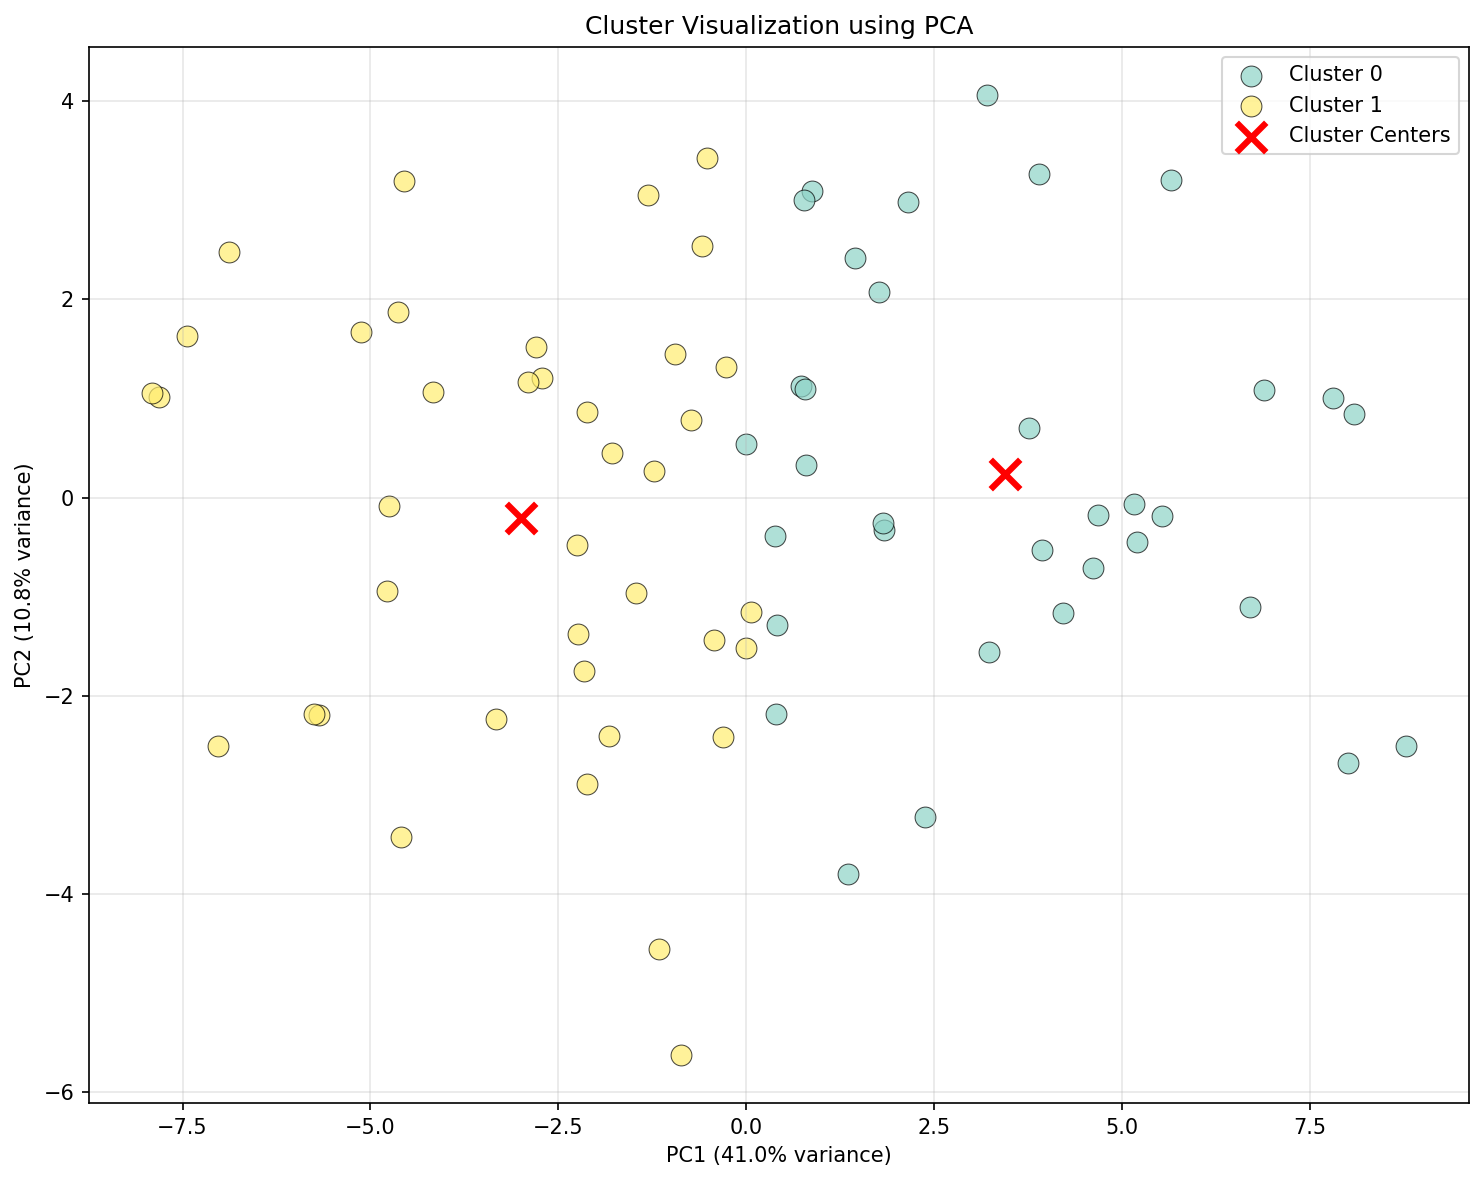 Cluster Visualization using PCA
Cluster 0
Cluster 1
Cluster Centers
PC2 (10.8% variance)
4
2
0
−2
−4
−6
−7.5
−5.0
−2.5
0.0
2.5
5.0
7.5
PC1 (41.0% variance)